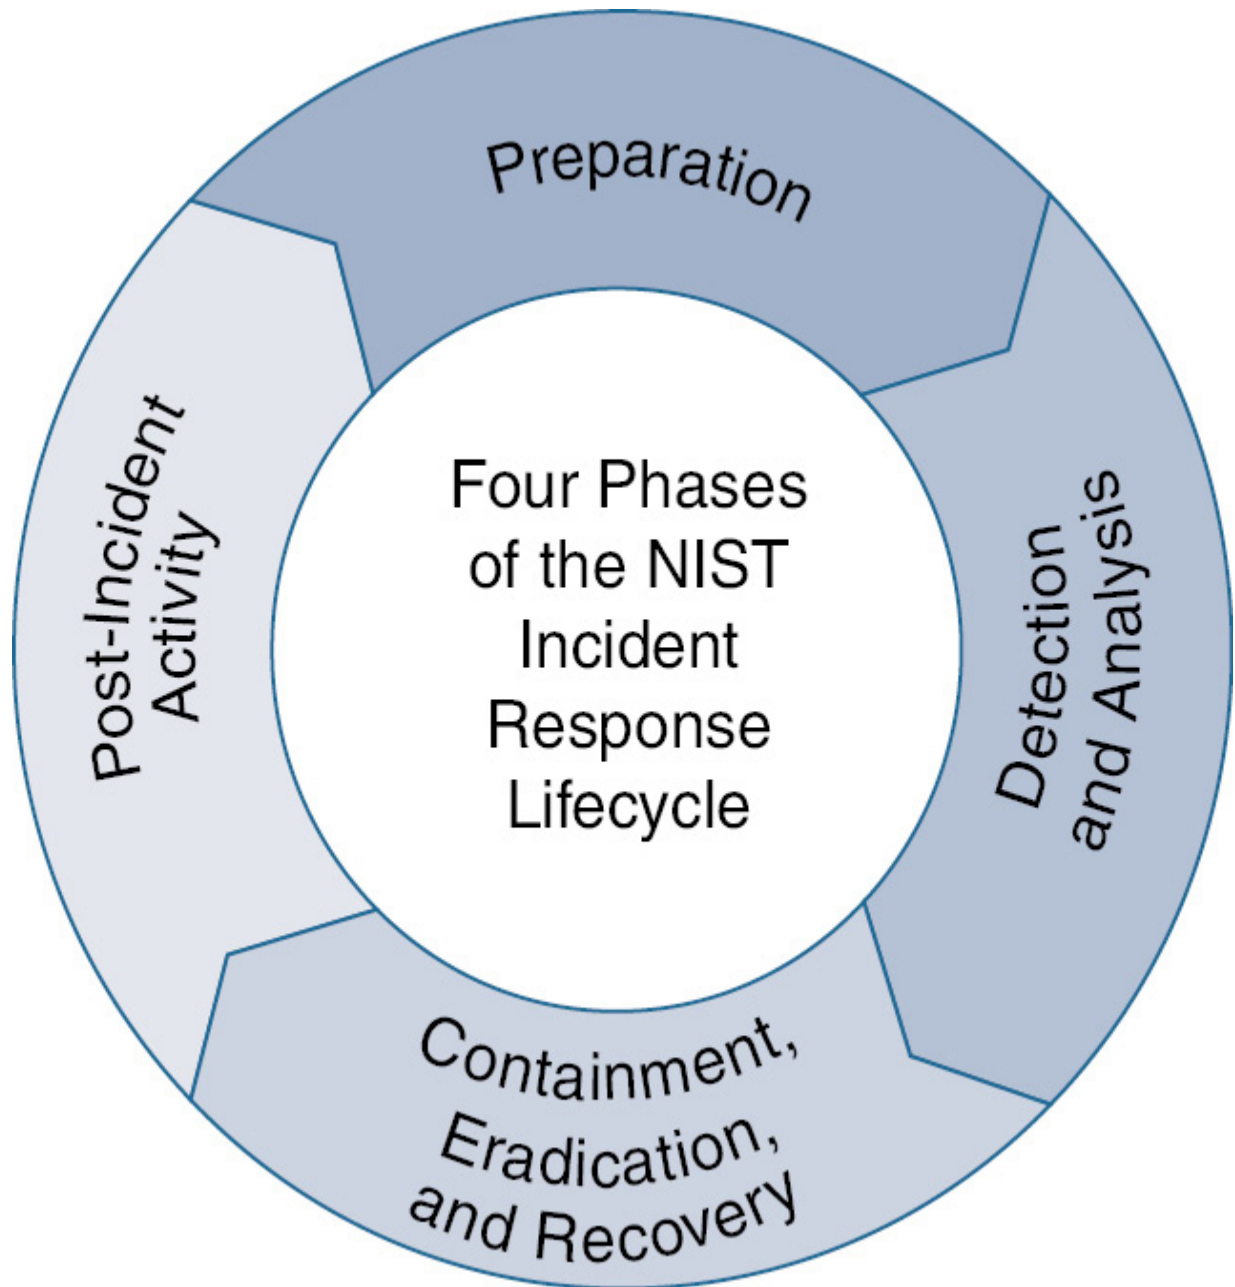 Preparation
Detection
and Analysis
Containment,
Eradication,
and Recovery
Post-Incident
Activity
Four Phases
of the NIST
Incident
Response
Lifecycle